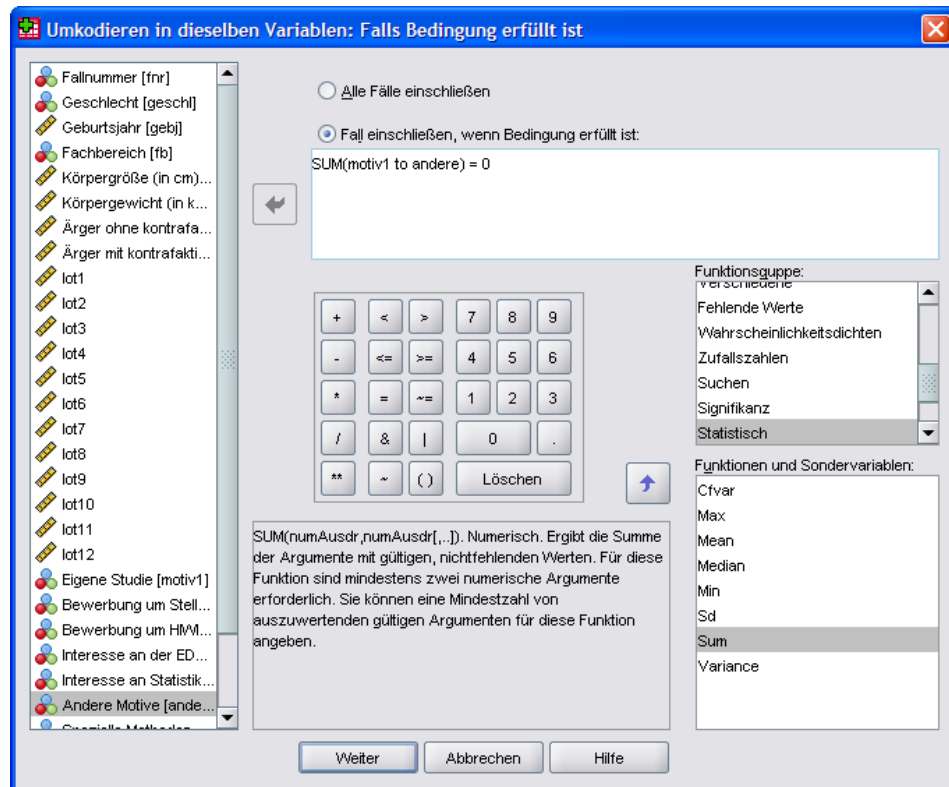 Umkodieren in dieselben Variablen: Falls Bedingung erfüllt ist
Fallnummer [fnr]
Geschlecht [geschl]
Geburtsjahr [gebj]
Fachbereich [fb]
Körpergröße (in cm)...
Körpergewicht (in k...
Ärger ohne kontrafa...
Ärger mit kontrafakti...
lot1
lot2
lot3
lot4
lot5
lot6
lot7
lot8
lot9
lot10
lot11
lot12
Eigene Studie [motiv1]
Bewerbung um Stell...
Bewerbung um HIWI...
Interesse an der ED...
Interesse an Statistik...
Andere Motive [ande...
Alle Fälle einschließen
Fall einschließen, wenn Bedingung erfüllt ist:
SUM(motiv1 to andere) = 0
+ < > 7 8 9
- <= >= 4 5 6
* = ~= 1 2 3
/ & | 0 .
** ~ ( ) Löschen
Funktionsguppe:
Verschiedene
Fehlende Werte
Wahrscheinlichkeitsdichten
Zufallszahlen
Suchen
Signifikanz
Statistisch
Funktionen und Sondervariablen:
Cfvar
Max
Mean
Median
Min
Sd
Sum
Variance
SUM(numAusdr,numAusdr[,..]). Numerisch. Ergibt die Summe
der Argumente mit gültigen, nichtfehlenden Werten. Für diese
Funktion sind mindestens zwei numerische Argumente
erforderlich. Sie können eine Mindestzahl von
auszuwertenden gültigen Argumenten für diese Funktion
angeben.
Weiter Abbrechen Hilfe